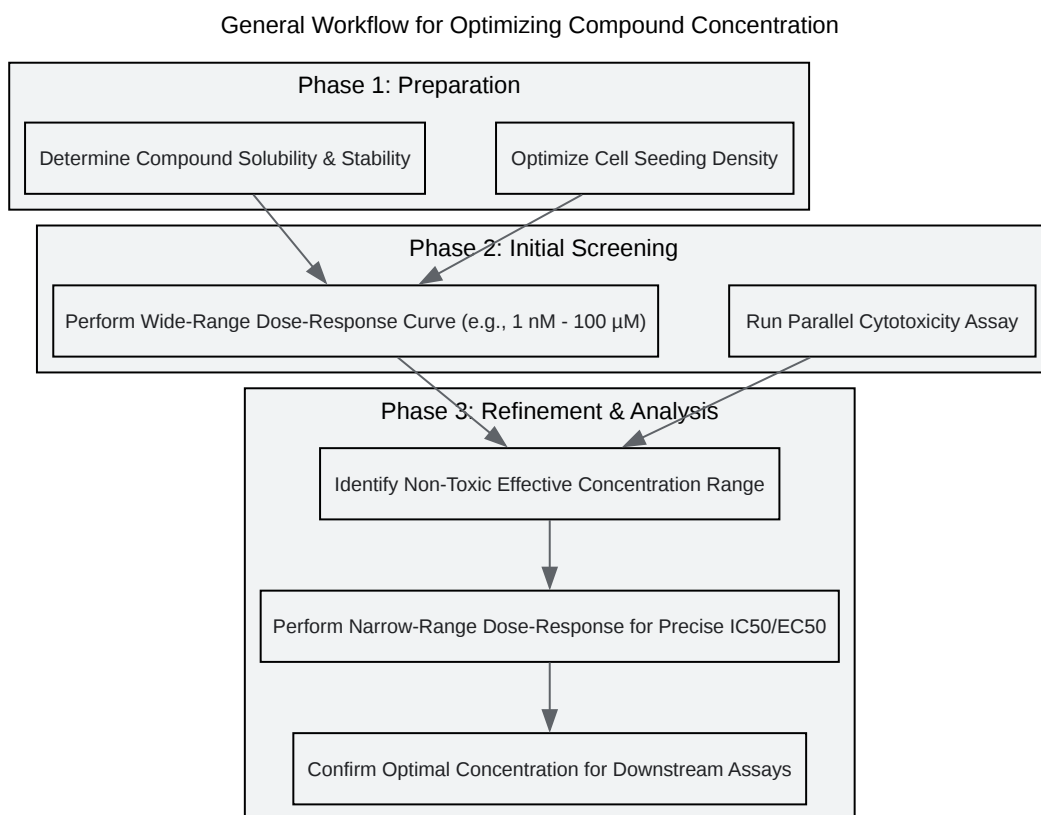 General Workflow for Optimizing Compound Concentration
Phase 1: Preparation
Determine Compound Solubility & Stability
Optimize Cell Seeding Density
Phase 2: Initial Screening
Perform Wide-Range Dose-Response Curve (e.g., 1 nM - 100 µM)
Run Parallel Cytotoxicity Assay
Phase 3: Refinement & Analysis
Identify Non-Toxic Effective Concentration Range
Perform Narrow-Range Dose-Response for Precise IC50/EC50
Confirm Optimal Concentration for Downstream Assays